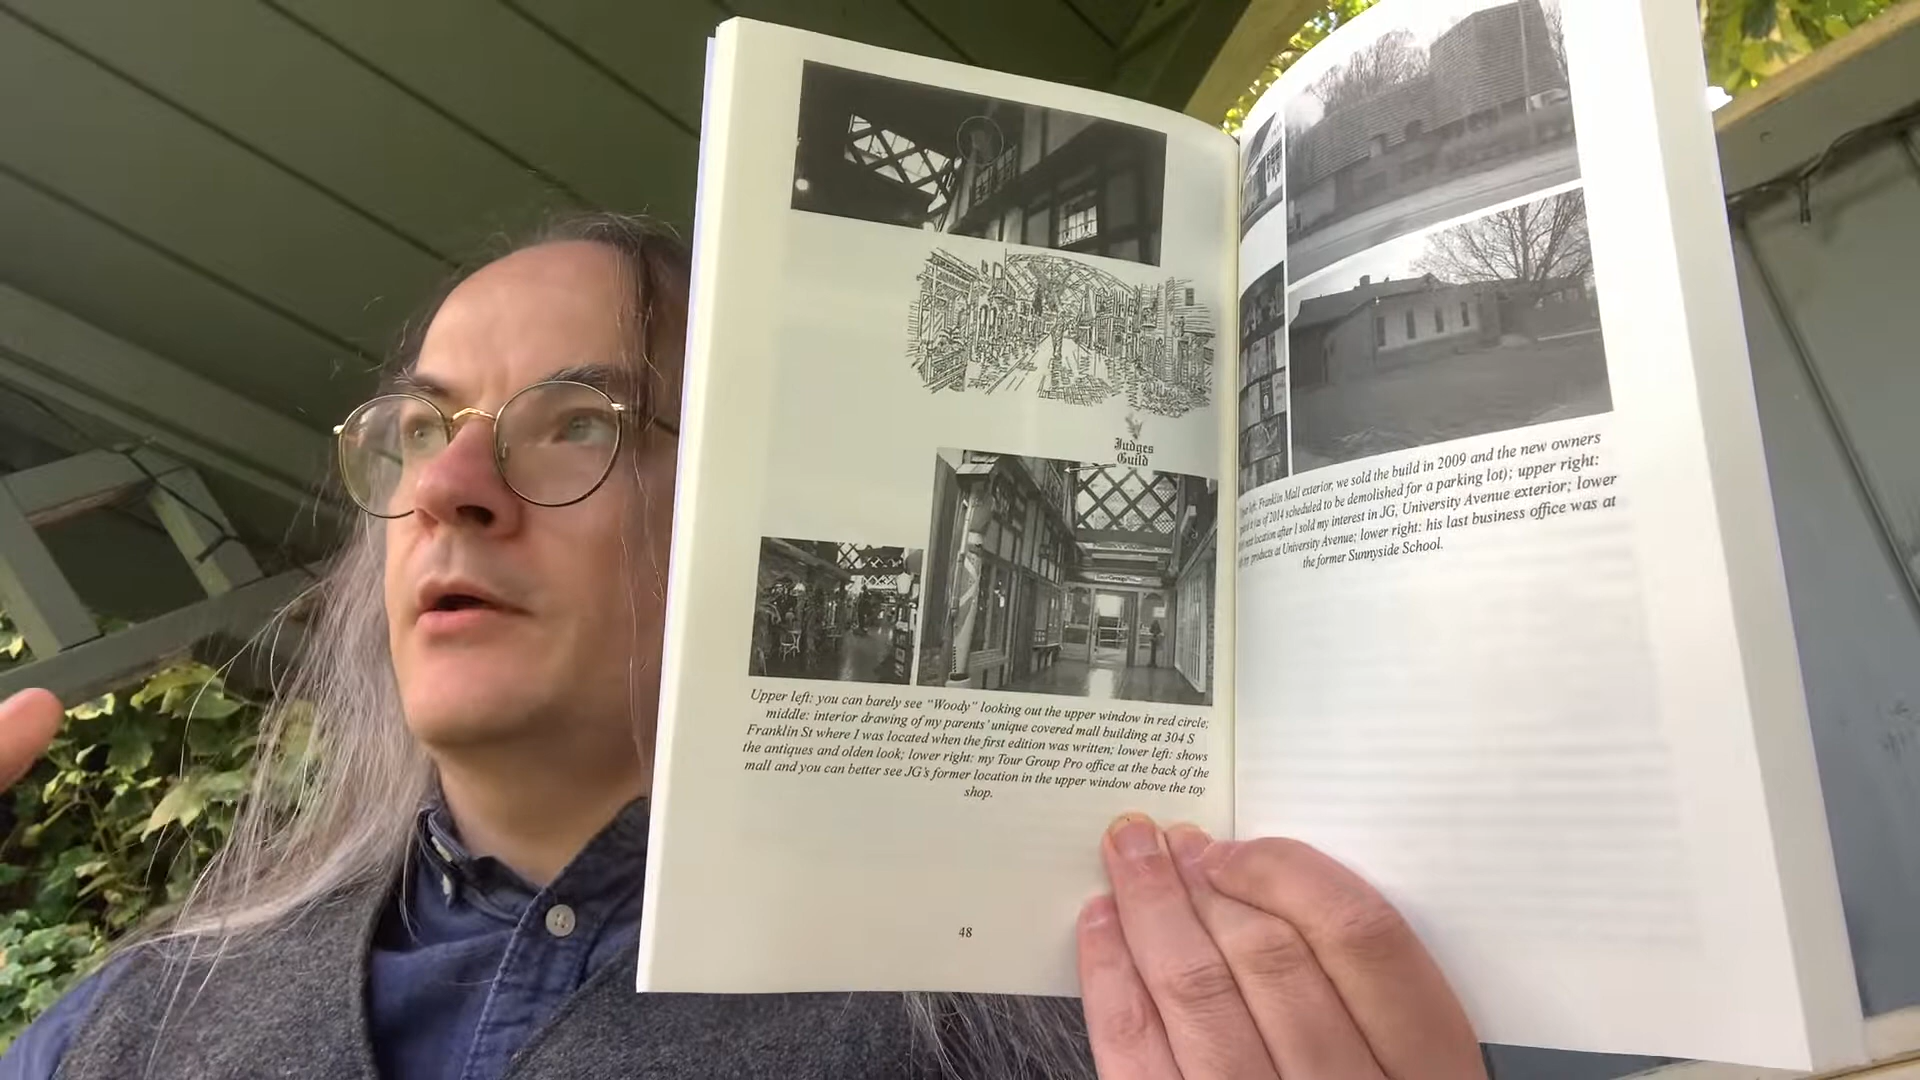 Judges
Guild
Tour Group Pro
Upper left: you can barely see "Woody" looking out the upper window in red circle;
middle: interior drawing of my parents' unique covered mall building at 304 S
Franklin St where I was located when the first edition was written; lower left: shows
the antiques and olden look; lower right: my Tour Group Pro office at the back of the
mall and you can better see JG's former location in the upper window above the toy
shop.
48
left: Franklin Mall exterior, we sold the build in 2009 and the new owners
(as of 2014 scheduled to be demolished for a parking lot); upper right:
next location after I sold my interest in JG, University Avenue exterior; lower
products at University Avenue; lower right: his last business office was at
the former Sunnyside School.